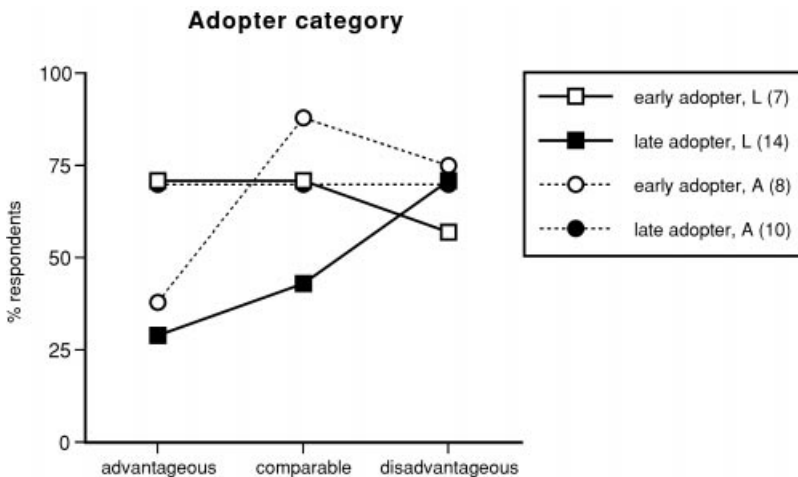 Adopter category
100
75
50
25
0
% respondents
advantageous comparable disadvantageous
early adopter, L (7)
late adopter, L (14)
early adopter, A (8)
late adopter, A (10)